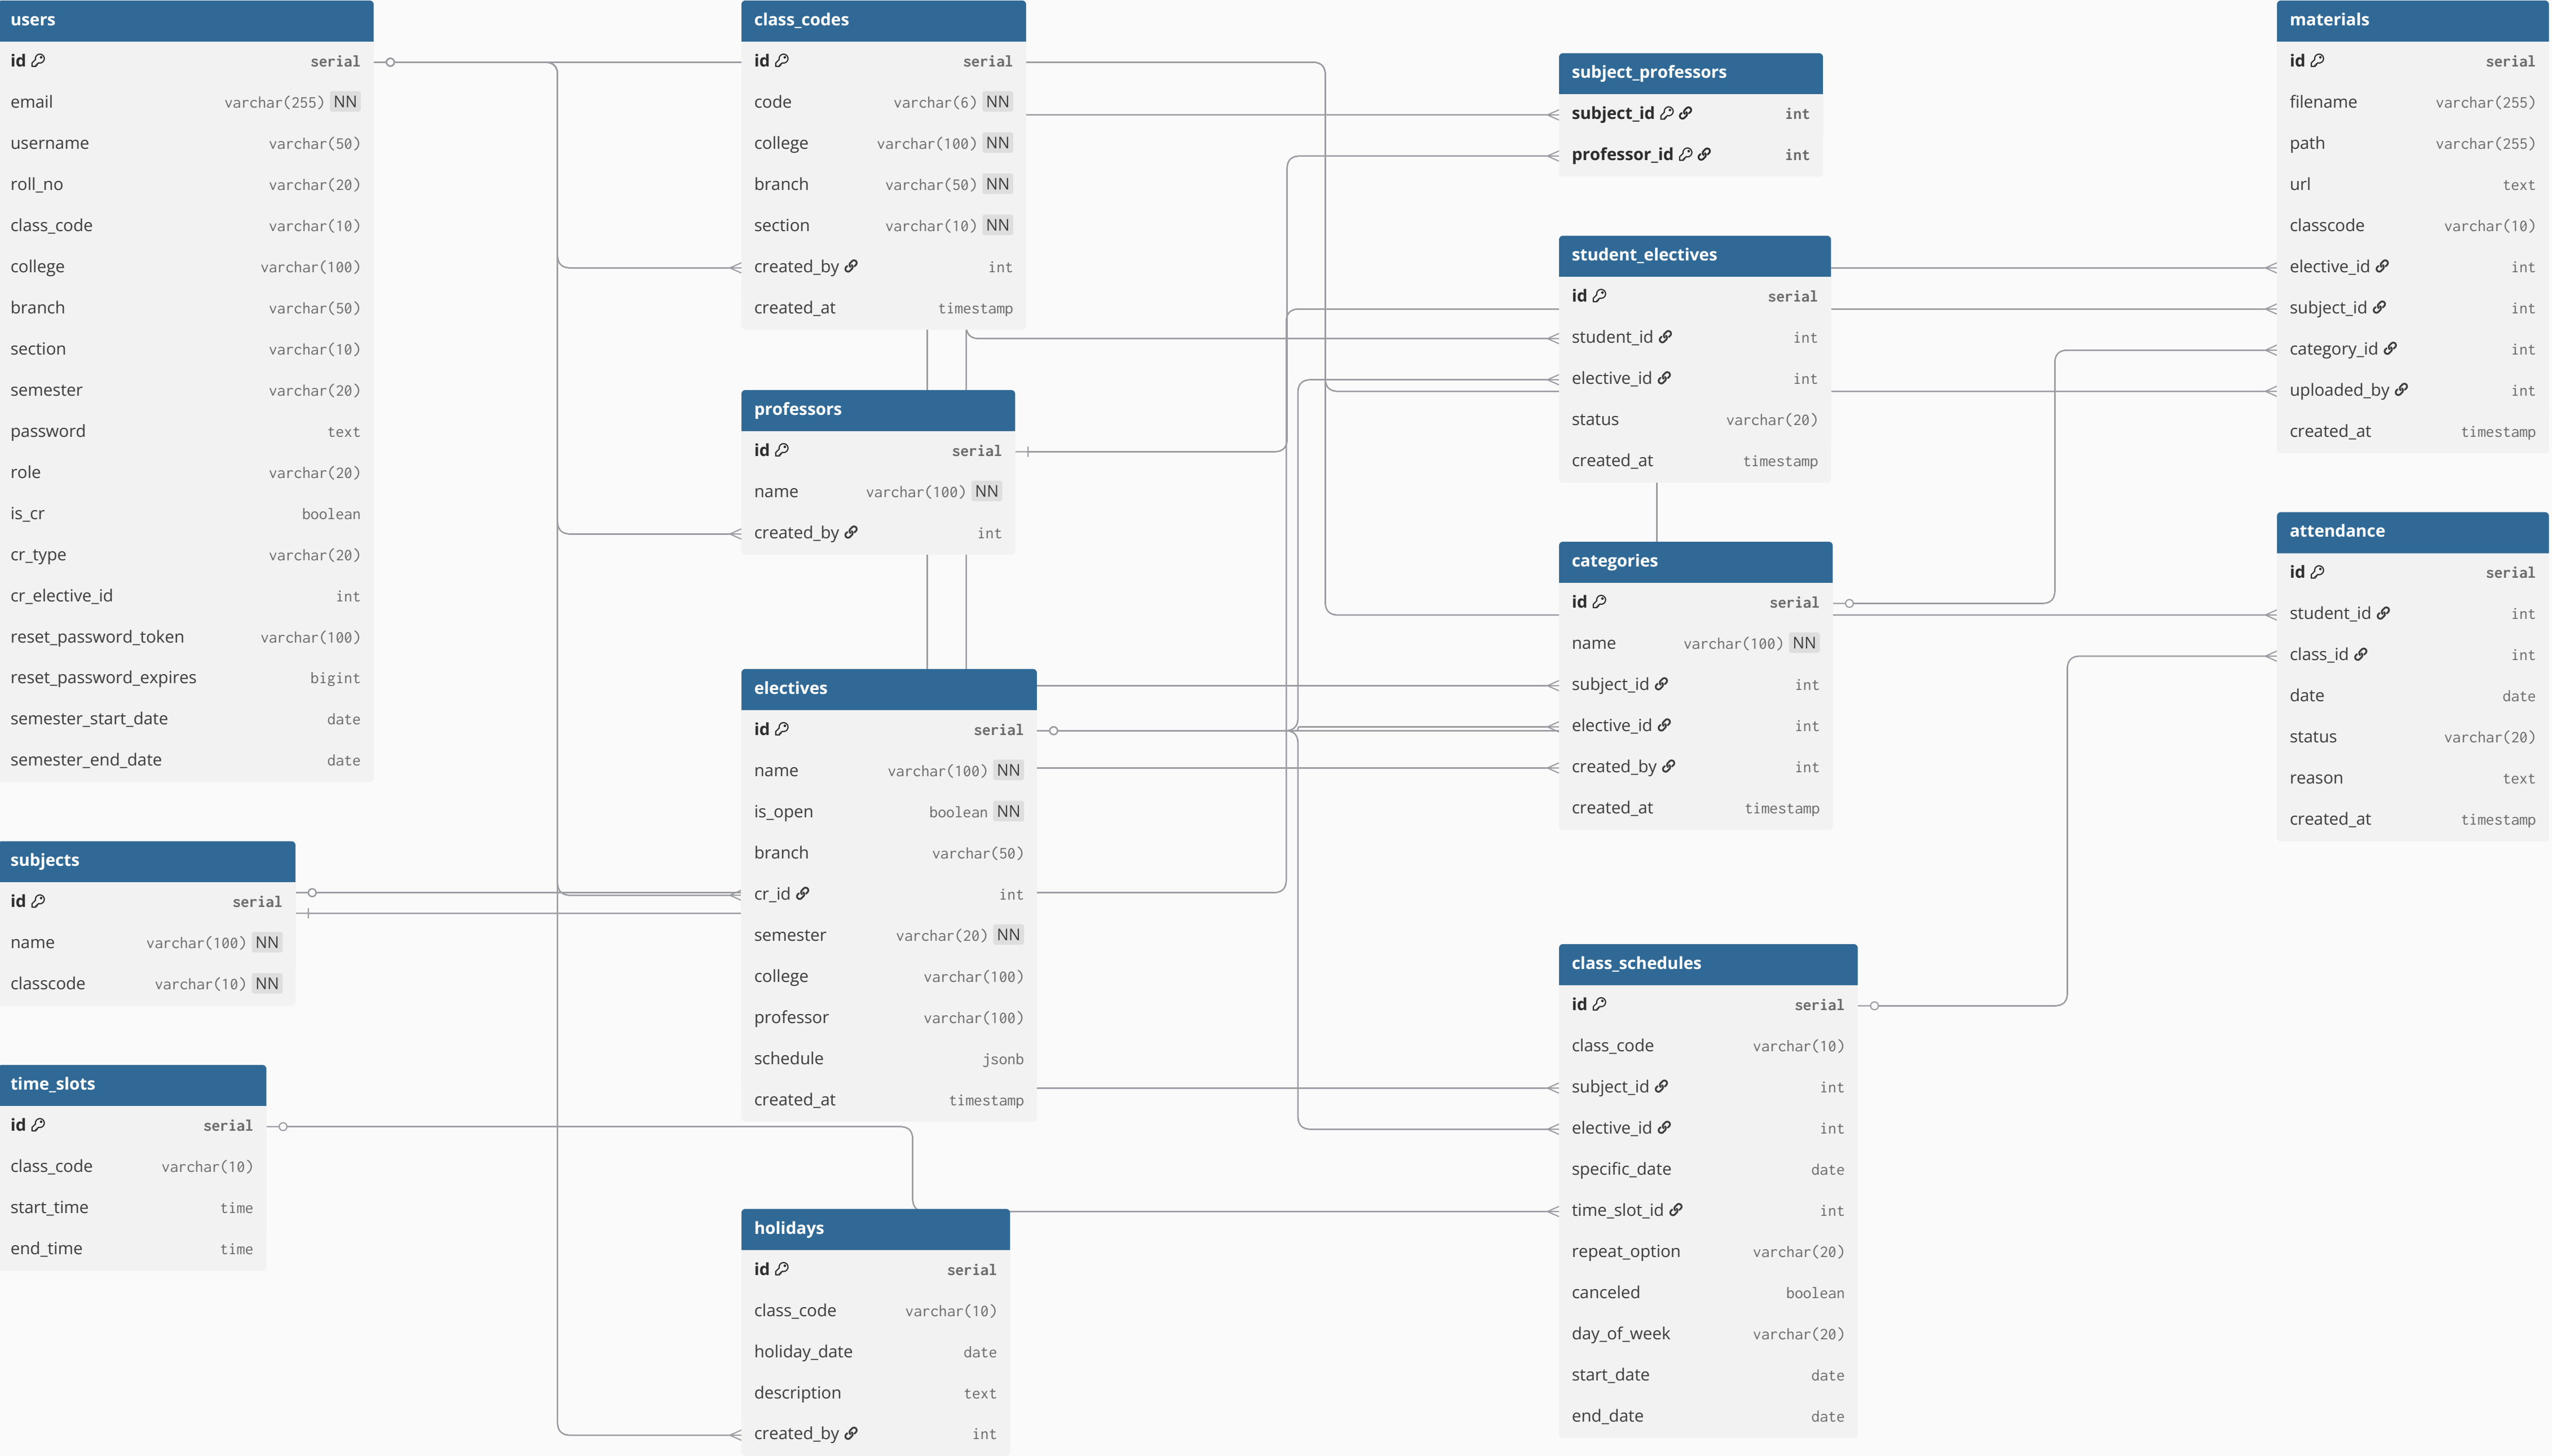 users
id serial
email varchar(255) NN
username varchar(50)
roll_no varchar(20)
class_code varchar(10)
college varchar(100)
branch varchar(50)
section varchar(10)
semester varchar(20)
password text
role varchar(20)
is_cr boolean
cr_type varchar(20)
cr_elective_id int
reset_password_token varchar(100)
reset_password_expires bigint
semester_start_date date
semester_end_date date
subjects
id serial
name varchar(100) NN
classcode varchar(10) NN
time_slots
id serial
class_code varchar(10)
start_time time
end_time time
class_codes
id serial
code varchar(6) NN
college varchar(100) NN
branch varchar(50) NN
section varchar(10) NN
created_by int
created_at timestamp
professors
id serial
name varchar(100) NN
created_by int
electives
id serial
name varchar(100) NN
is_open boolean NN
branch varchar(50)
cr_id int
semester varchar(20) NN
college varchar(100)
professor varchar(100)
schedule jsonb
created_at timestamp
holidays
id serial
class_code varchar(10)
holiday_date date
description text
created_by int
subject_professors
subject_id int
professor_id int
student_electives
id serial
student_id int
elective_id int
status varchar(20)
created_at timestamp
categories
id serial
name varchar(100) NN
subject_id int
elective_id int
created_by int
created_at timestamp
class_schedules
id serial
class_code varchar(10)
subject_id int
elective_id int
specific_date date
time_slot_id int
repeat_option varchar(20)
canceled boolean
day_of_week varchar(20)
start_date date
end_date date
materials
id serial
filename varchar(255)
path varchar(255)
url text
classcode varchar(10)
elective_id int
subject_id int
category_id int
uploaded_by int
created_at timestamp
attendance
id serial
student_id int
class_id int
date date
status varchar(20)
reason text
created_at timestamp